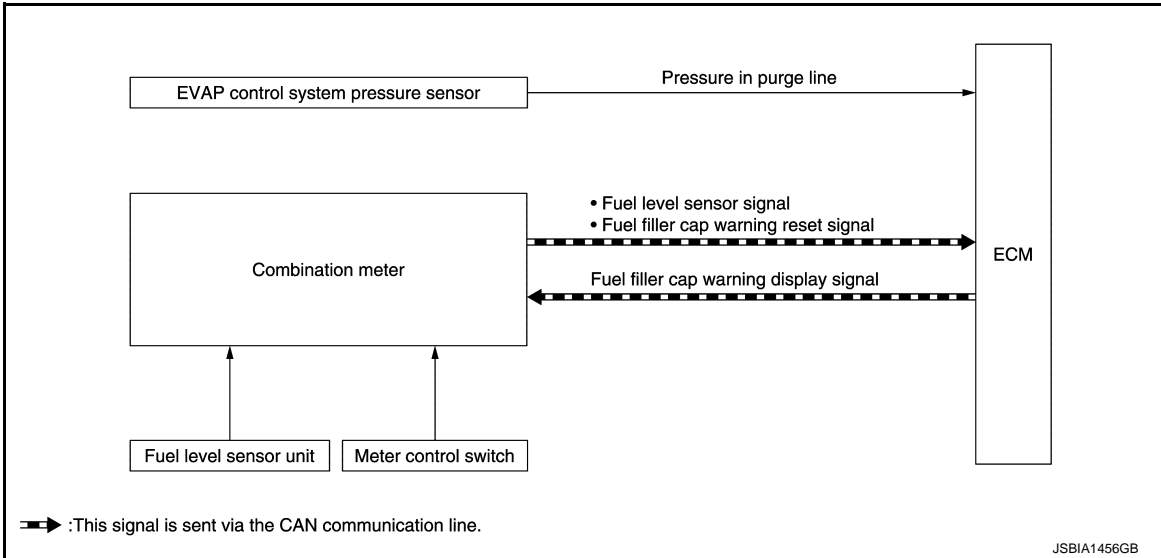 EVAP control system pressure sensor
Pressure in purge line
Combination meter
• Fuel level sensor signal
• Fuel filler cap warning reset signal
Fuel filler cap warning display signal
ECM
Fuel level sensor unit
Meter control switch
:This signal is sent via the CAN communication line.
JSBIA1456GB